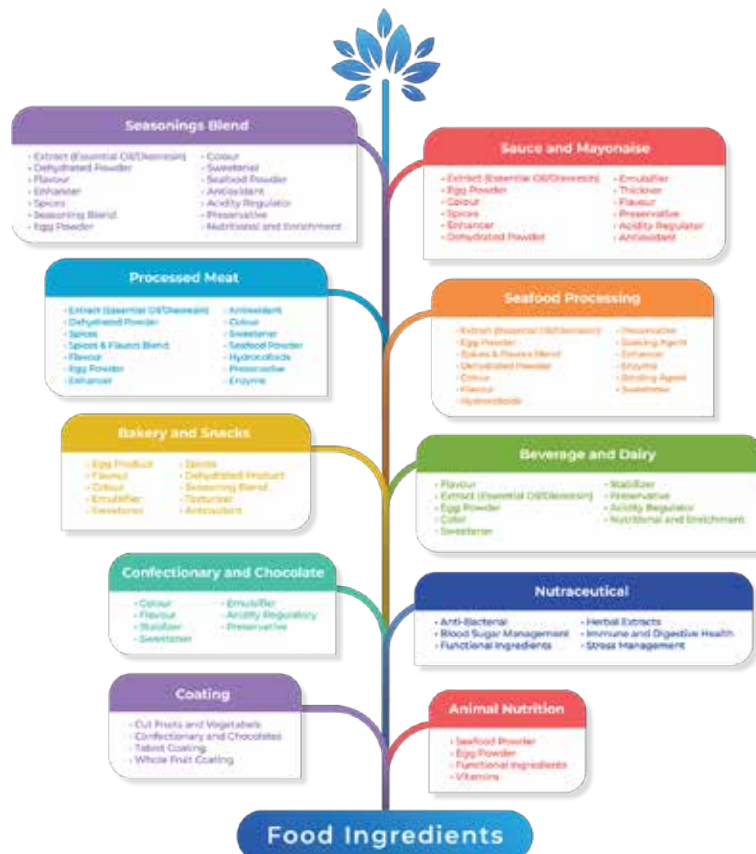 Seasonings Blend
• Extract (Essential Oil/Oleoresin)
• Dehydrated Powder
• Flavour
• Enhancer
• Spices
• Seasoning Blend
• Egg Powder
• Colour
• Sweetener
• Seafood Powder
• Antioxidant
• Acidity Regulator
• Preservative
• Nutritional and Enrichment
Sauce and Mayonaise
• Extract (Essential Oil/Oleoresin)
• Egg Powder
• Colour
• Spices
• Enhancer
• Dehydrated Powder
• Emulsifier
• Thickner
• Flavour
• Preservative
• Acidity Regulator
• Antioxidant
Processed Meat
• Extract (Essential Oil/Oleoresin)
• Dehydrated Powder
• Spices
• Spices & Flavors Blend
• Flavour
• Egg Powder
• Enhancer
• Antioxidant
• Colour
• Sweetener
• Seafood Powder
• Hydrocolloids
• Preservative
• Enzyme
Seafood Processing
• Extract (Essential Oil/Oleoresin)
• Egg Powder
• Spices & Flavors Blend
• Dehydrated Powder
• Colour
• Flavour
• Hydrocolloids
• Preservative
• Soaking Agent
• Enhancer
• Enzyme
• Binding Agent
• Sweetener
Bakery and Snacks
• Egg Product
• Flavour
• Colour
• Emulsifier
• Sweetener
• Spices
• Dehydrated Product
• Seasoning Blend
• Texturizer
• Antioxidant
Beverage and Dairy
• Flavour
• Extract (Essential Oil/Oleoresin)
• Egg Powder
• Color
• Sweetener
• Stabilizer
• Preservative
• Acidity Regulator
• Nutritional and Enrichment
Confectionary and Chocolate
• Colour
• Flavour
• Stabilizer
• Sweetener
• Emulsifier
• Acidity Regulatory
• Preservative
Nutraceutical
• Anti-Bacterial
• Blood Sugar Management
• Functional Ingredients
• Herbal Extracts
• Immune and Digestive Health
• Stress Management
Coating
• Cut Fruits and Vegetabels
• Confectionary and Chocolates
• Tablet Coating
• Whole Fruit Coating
Animal Nutrition
• Seafood Powder
• Egg Powder
• Functional Ingredients
• Vitamins
Food Ingredients